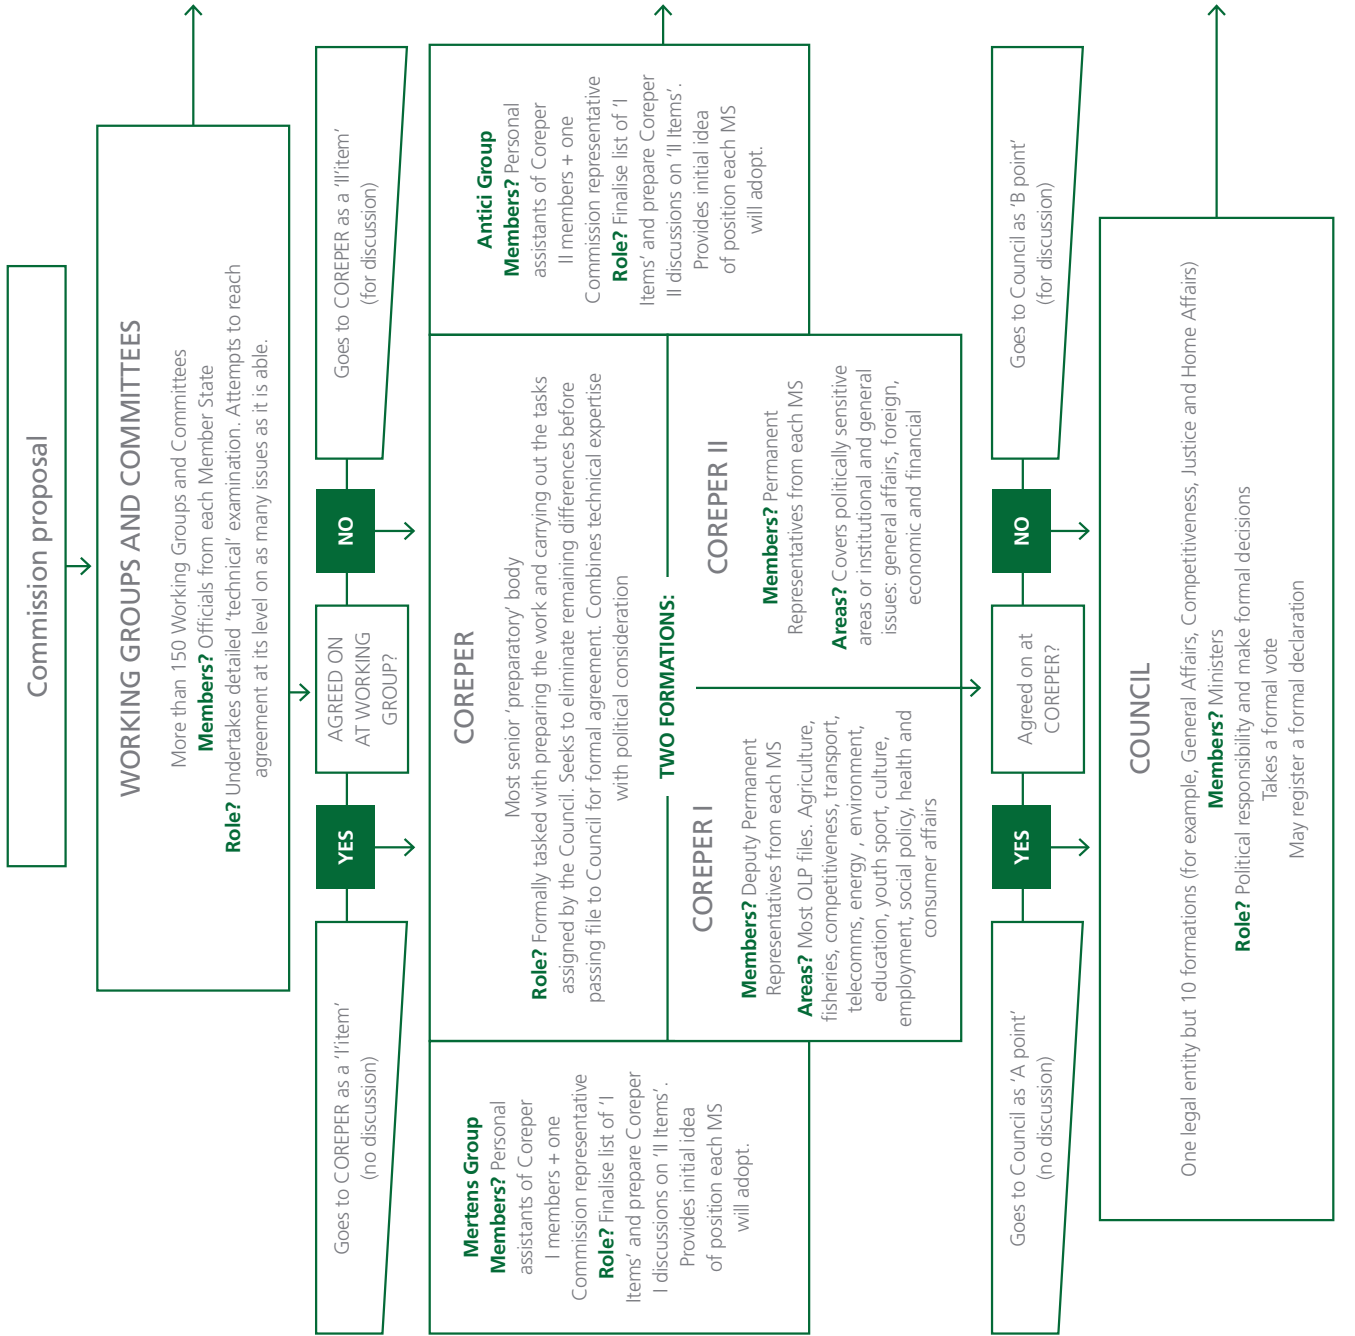 Commission proposal
WORKING GROUPS AND COMMITTEES
More than 150 Working Groups and Committees
Members? Officials from each Member State
Role? Undertakes detailed ‘technical’ examination. Attempts to reach
agreement at its level on as many issues as it is able.
Goes to COREPER as a ‘I’item’
(no discussion)
YES
AGREED ON
AT WORKING
GROUP?
NO
Goes to COREPER as a ‘II’item’
(for discussion)
Mertens Group
Members? Personal
assistants of Coreper
I members + one
Commission representative
Role? Finalise list of ‘I
Items’ and prepare Coreper
I discussions on ‘II Items’.
Provides initial idea
of position each MS
will adopt.
COREPER
Most senior ‘preparatory’ body
Role? Formally tasked with preparing the work and carrying out the tasks
assigned by the Council. Seeks to eliminate remaining differences before
passing file to Council for formal agreement. Combines technical expertise
with political consideration
TWO FORMATIONS:
COREPER I
Members? Deputy Permanent
Representatives from each MS
Areas? Most OLP files. Agriculture,
fisheries, competitiveness, transport,
telecomms, energy , environment,
education, youth sport, culture,
employment, social policy, health and
consumer affairs
COREPER II
Members? Permanent
Representatives from each MS
Areas? Covers politically sensitive
areas or institutional and general
issues: general affairs, foreign,
economic and financial
Antici Group
Members? Personal
assistants of Coreper
II members + one
Commission representative
Role? Finalise list of ‘I
Items’ and prepare Coreper
II discussions on ‘II Items’.
Provides initial idea
of position each MS
will adopt.
Goes to Council as ‘A point’
(no discussion)
YES
Agreed on at
COREPER?
NO
Goes to Council as ‘B point’
(for discussion)
COUNCIL
One legal entity but 10 formations (for example, General Affairs, Competitiveness, Justice and Home Affairs)
Members? Ministers
Role? Political responsibility and make formal decisions
Takes a formal vote
May register a formal declaration